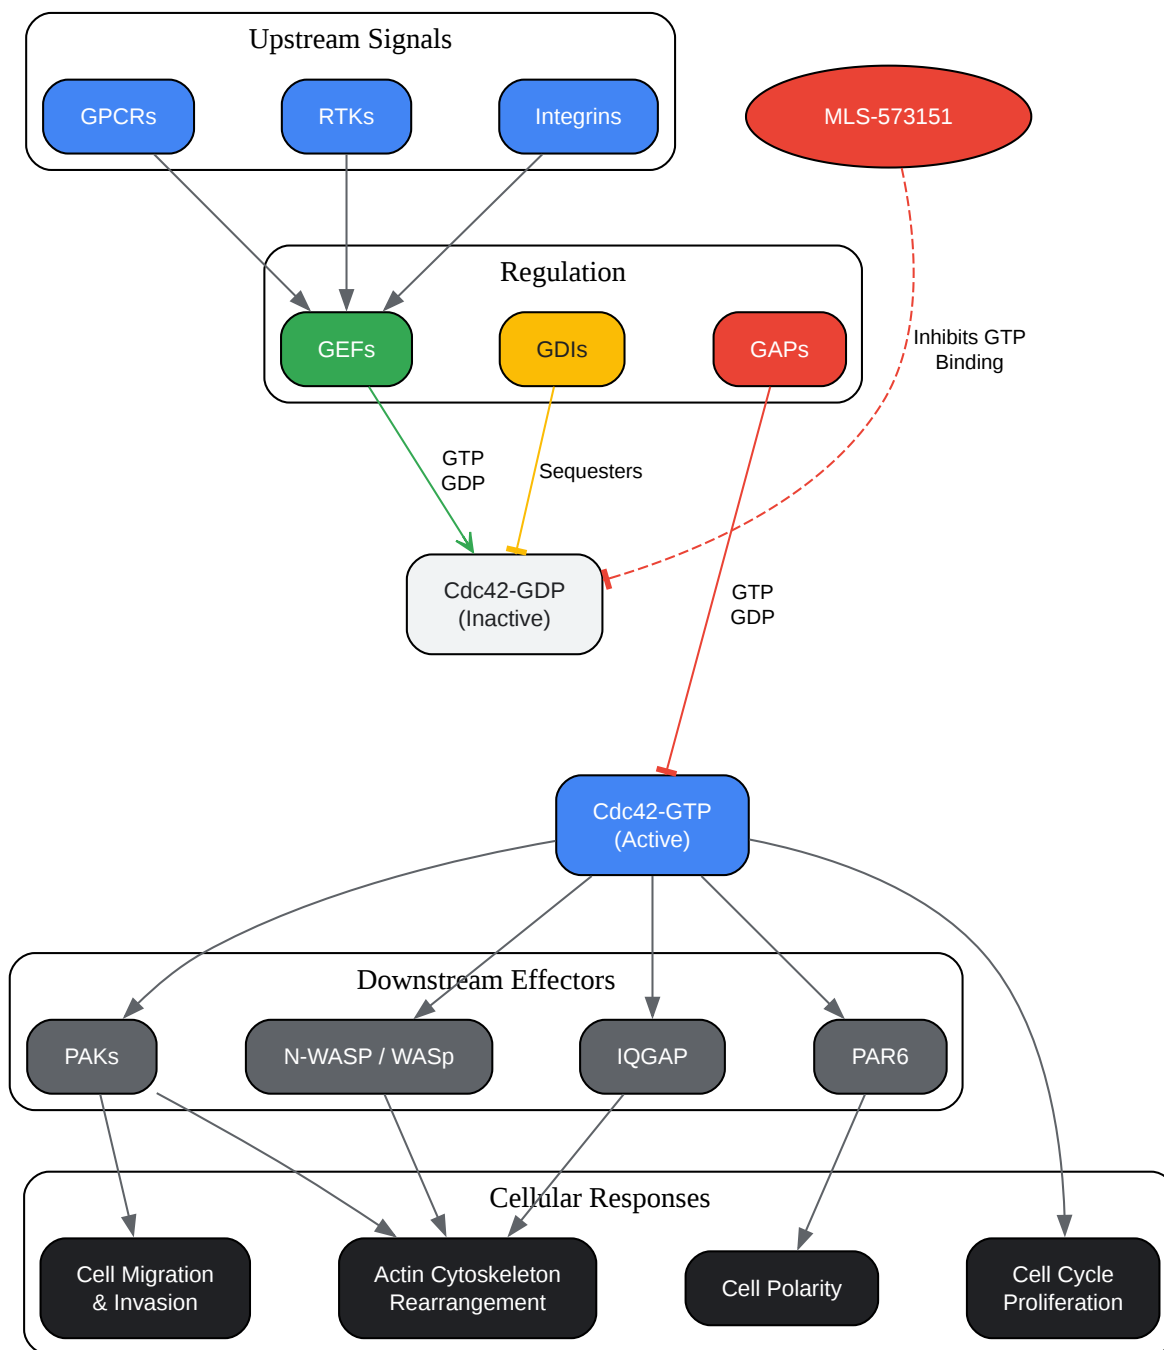 Upstream Signals
GPCRs
RTKs
Integrins
MLS-573151
Regulation
GEFs
GDIs
GAPs
Inhibits GTP
Binding
GTP
GDP
Sequesters
Cdc42-GDP
(Inactive)
GTP
GDP
Cdc42-GTP
(Active)
Downstream Effectors
PAKs
N-WASP / WASp
IQGAP
PAR6
Cellular Responses
Cell Migration
& Invasion
Actin Cytoskeleton
Rearrangement
Cell Polarity
Cell Cycle
Proliferation